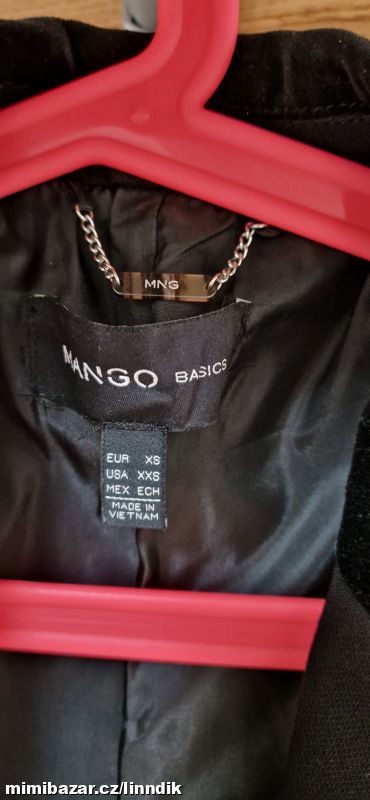 MNG
MANGO BASICS
EUR XS
USA XXS
MEX ECH
MADE IN
VIETNAM
mimibazar.cz/linndik